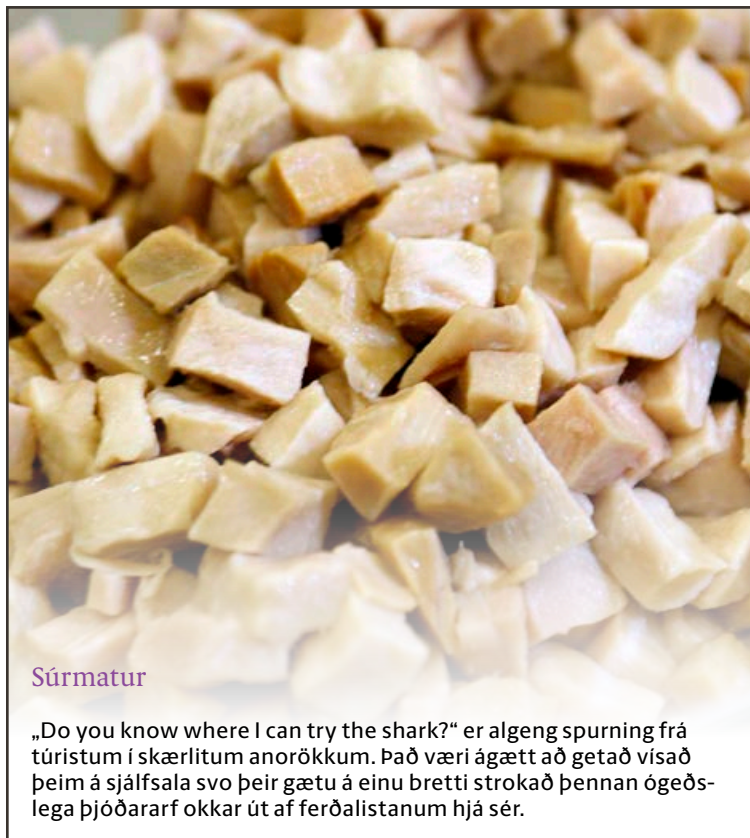 Súrmatur
„Do you know where I can try the shark?“ er algeng spurning frá
túristum í skærlitum anorökkum. Það væri ágætt að getað vísað
þeim á sjálfsala svo þeir gætu á einu bretti strokað þennan ógeðs-
lega þjóðararf okkar út af ferðalistanum hjá sér.